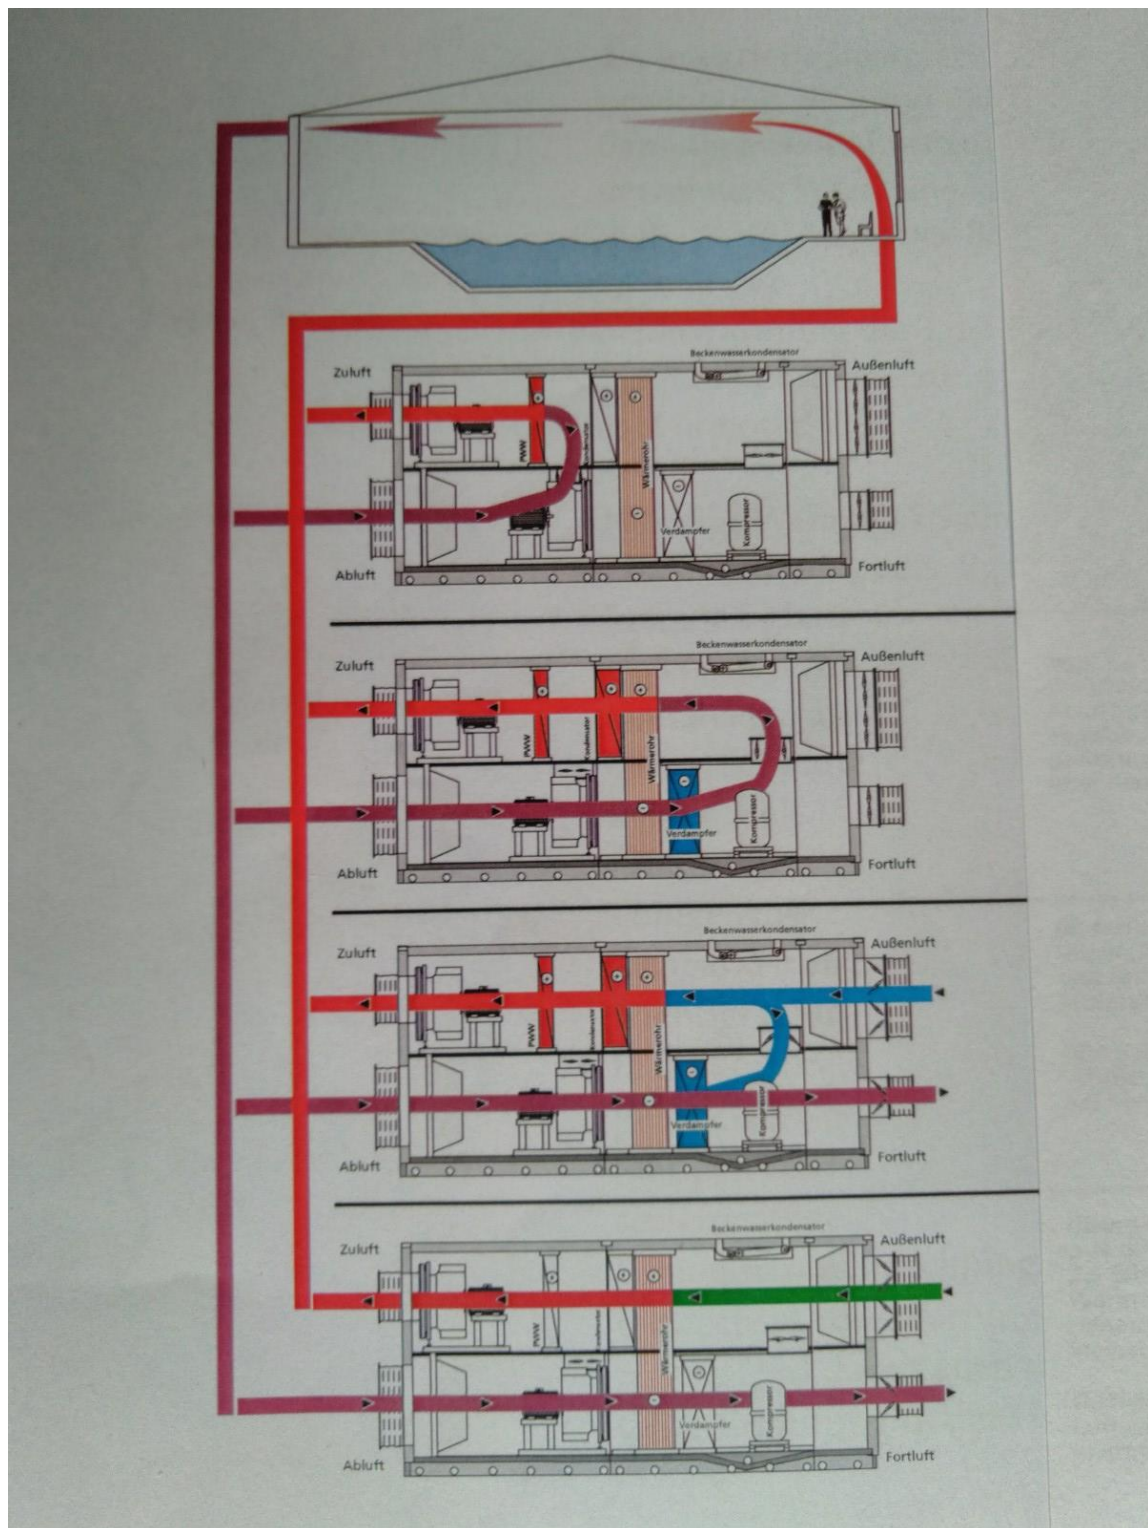 Beckenwasserkondensator
Zuluft
Außenluft
PWW
Kondensator
Wärmerohr
Verdampfer
Kompressor
Abluft
Fortluft
Beckenwasserkondensator
Zuluft
Außenluft
PWW
Kondensator
Wärmerohr
Verdampfer
Kompressor
Abluft
Fortluft
Beckenwasserkondensator
Zuluft
Außenluft
PWW
Kondensator
Wärmerohr
Verdampfer
Kompressor
Abluft
Fortluft
Beckenwasserkondensator
Zuluft
Außenluft
PWW
Kondensator
Wärmerohr
Verdampfer
Kompressor
Abluft
Fortluft